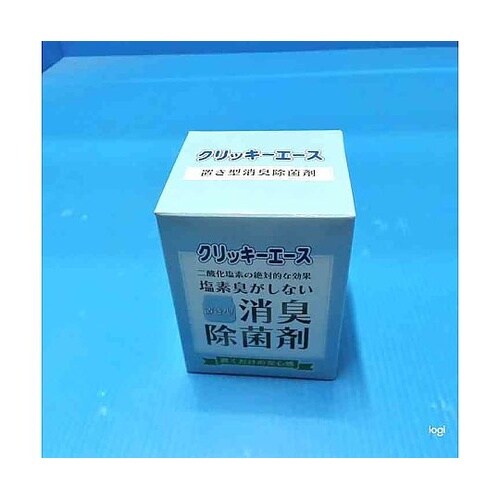 クリッキーエース
置き型消臭除菌剤
クリッキーエース
二酸化塩素の絶対的な効果
塩素臭がしない
置き型
消臭
除菌剤
置くだけの安心感
logi